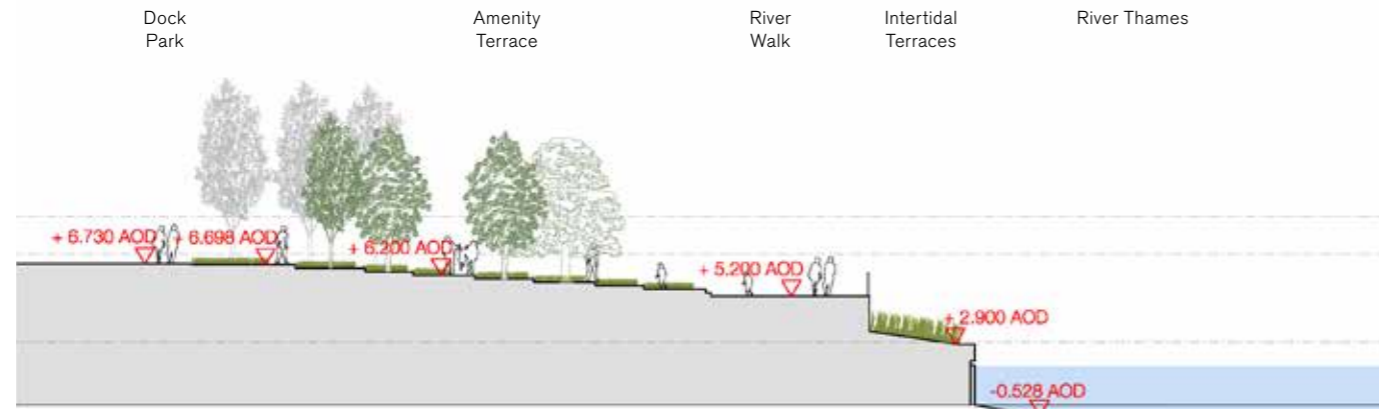 Dock
Park
Amenity
Terrace
River
Walk
Intertidal
Terraces
River Thames
+ 6.730 AOD
+ 6.698 AOD
+ 6.200 AOD
+ 5.200 AOD
+ 2.900 AOD
-0.528 AOD